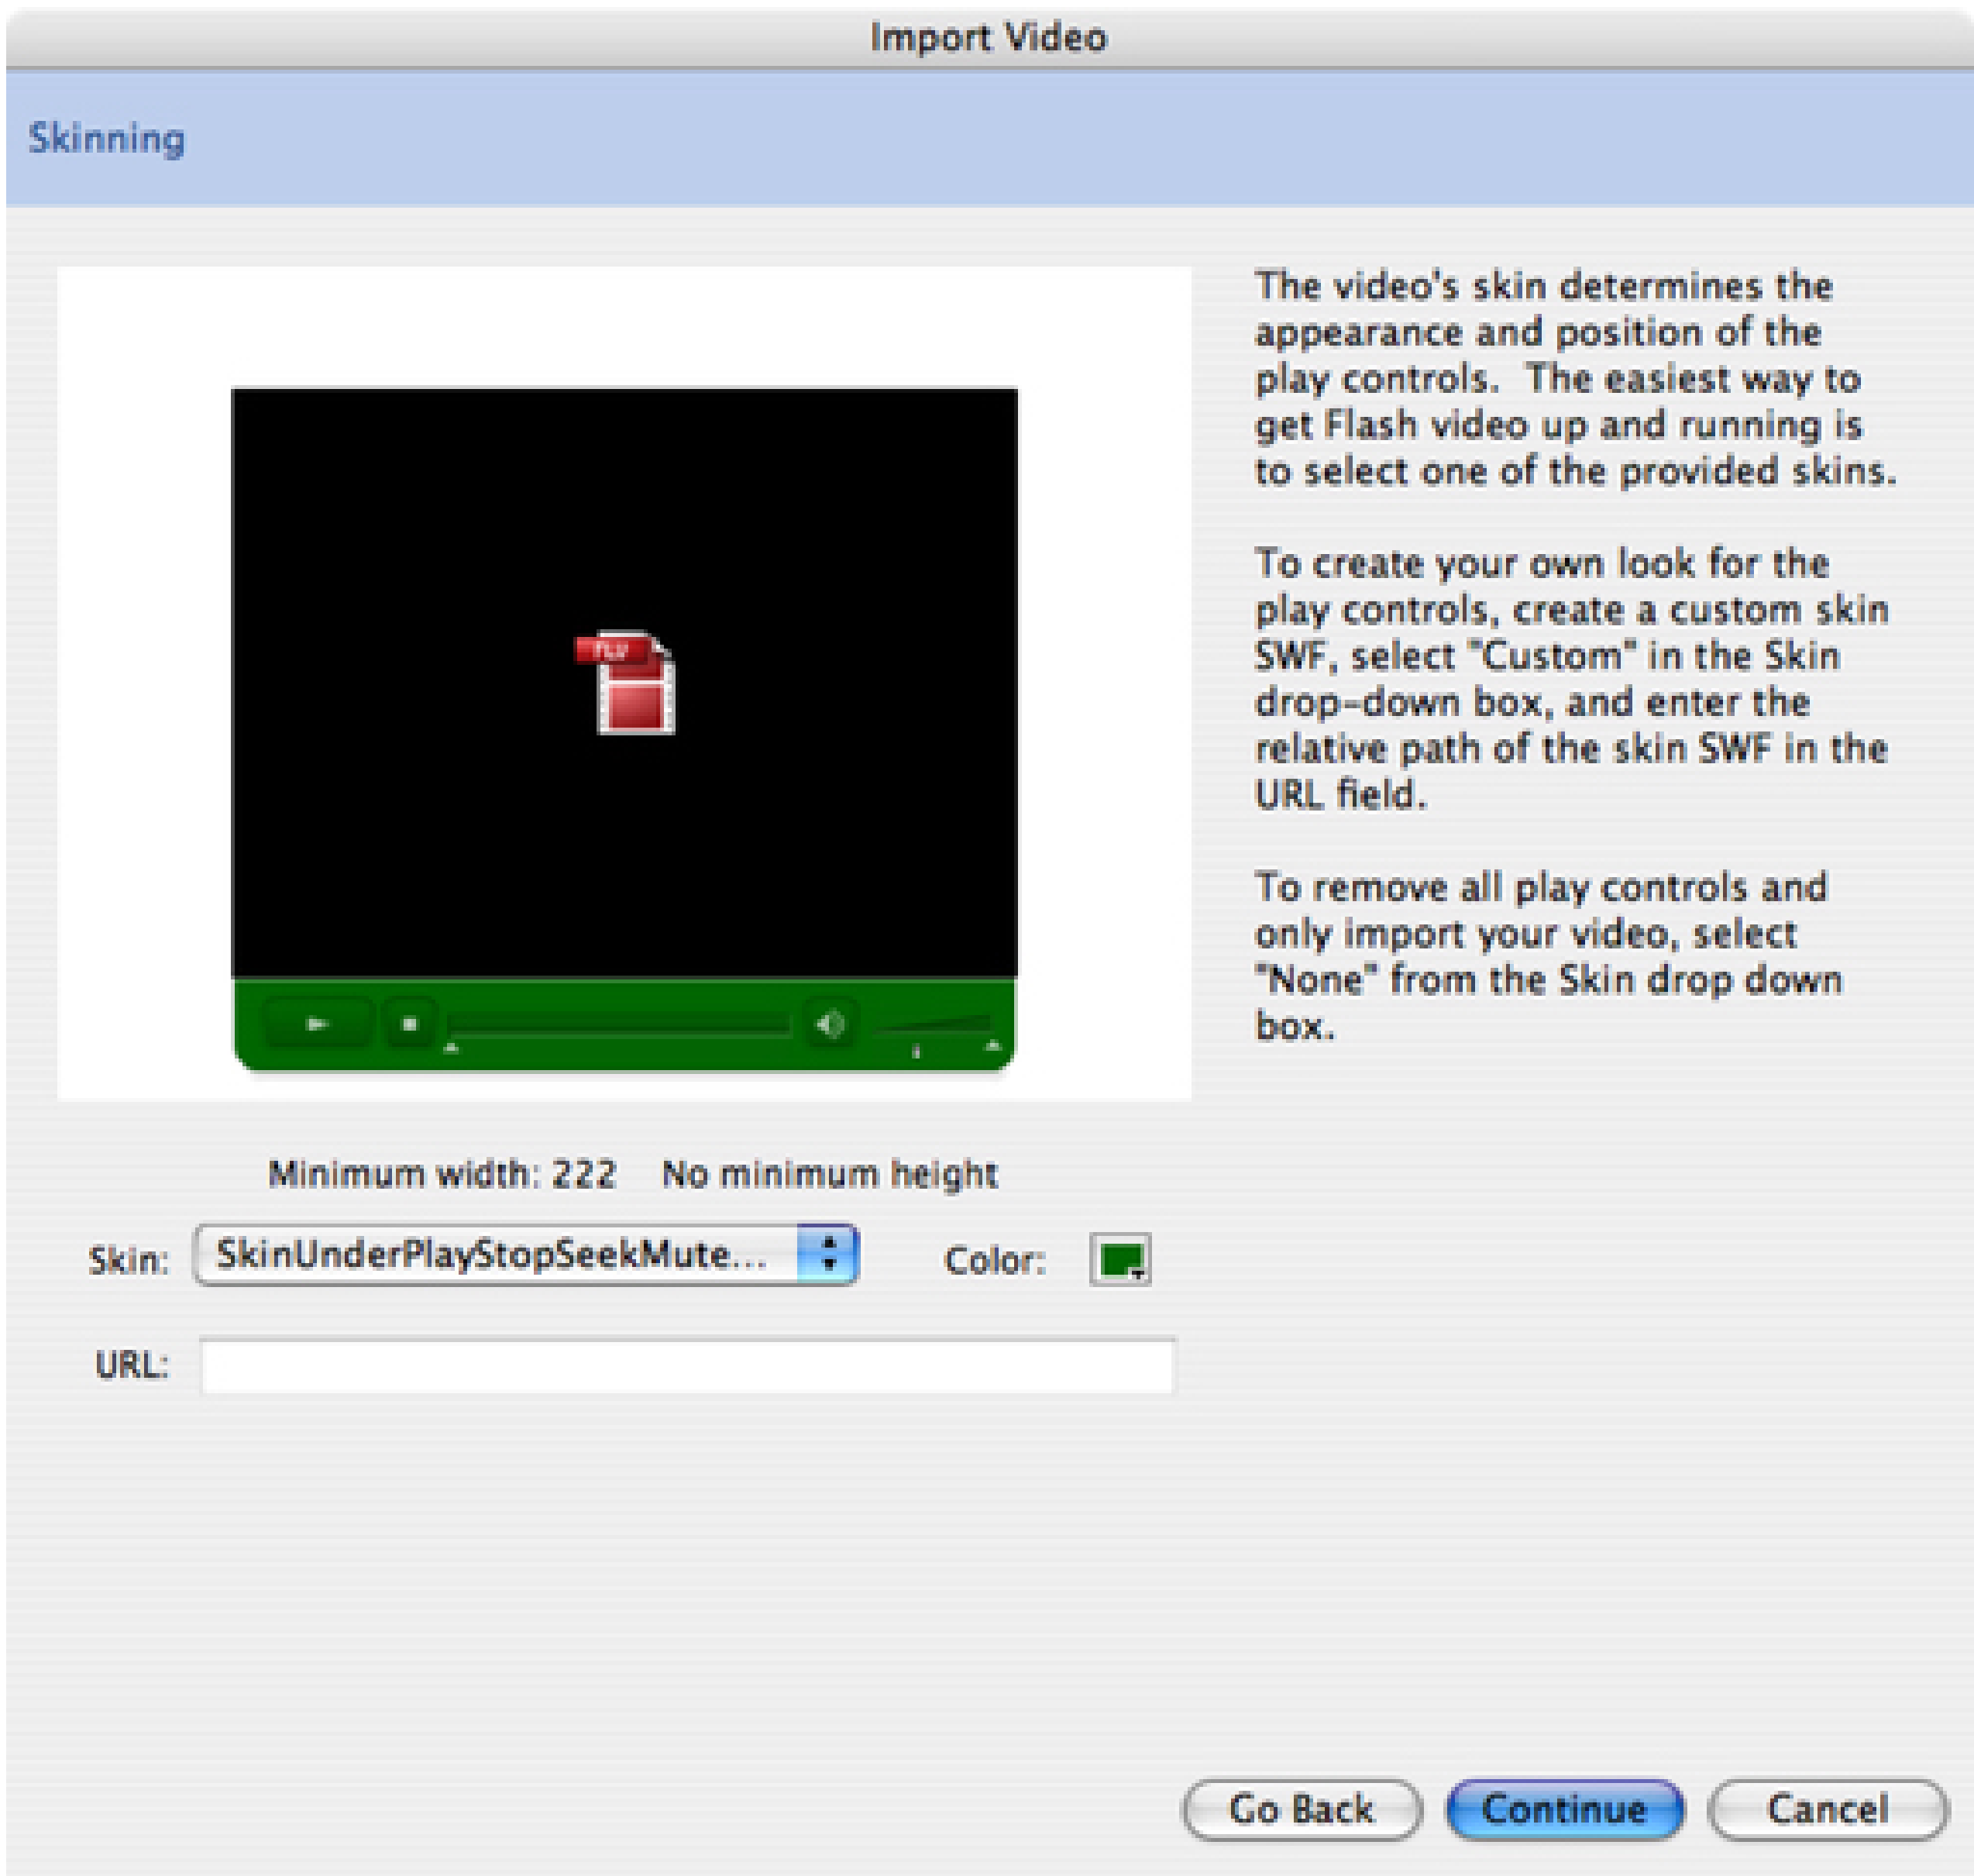 Import Video
Skinning
The video's skin determines the
appearance and position of the
play controls.  The easiest way to
get Flash video up and running is
to select one of the provided skins.
To create your own look for the
play controls, create a custom skin
SWF, select "Custom" in the Skin
drop-down box, and enter the
relative path of the skin SWF in the
URL field.
To remove all play controls and
only import your video, select
"None" from the Skin drop down
box.
Minimum width: 222    No minimum height
Skin: SkinUnderPlayStopSeekMute... Color:
URL:
Go Back Continue Cancel